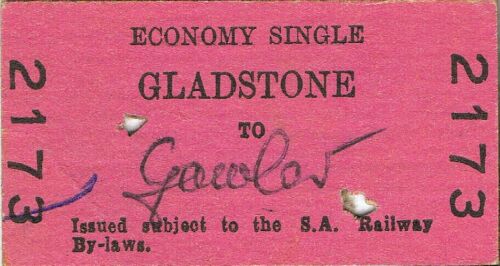 ECONOMY SINGLE
GLADSTONE
TO
Gawler
Issued subject to the S.A. Railway
By-laws.
2173
2173